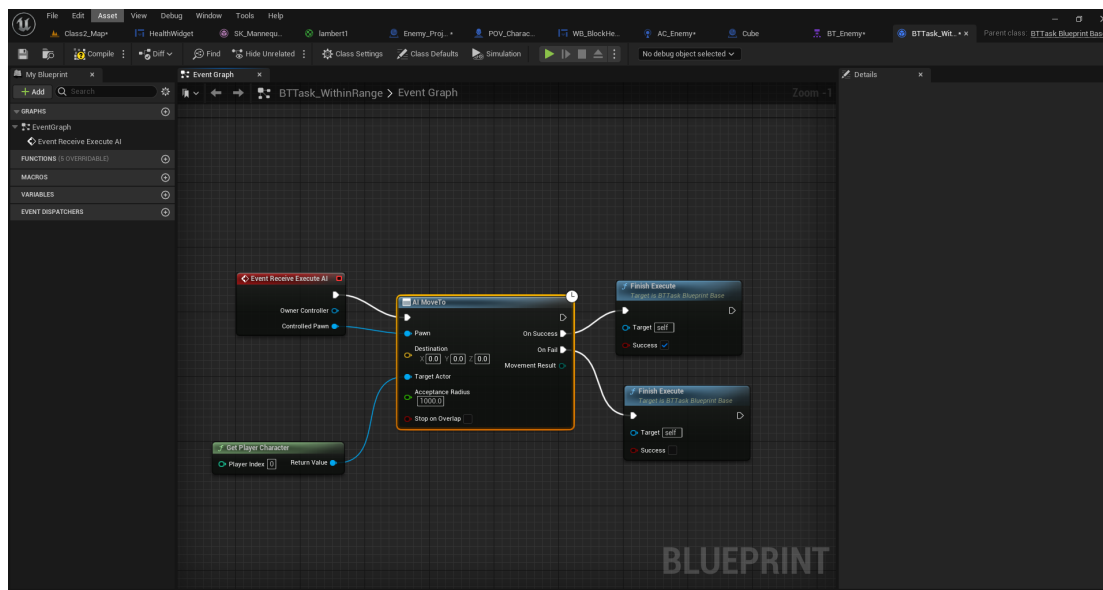 File Edit Asset View Debug Window Tools Help
Class2_Map• HealthWidget SK_Mannequ... lambert1 Enemy_Proj...• POV_Charac... WB_BlockHe... AC_Enemy• Cube BT_Enemy• BTTask_Wit...• × Parent class: BTTask Blueprint Bas
Compile Diff Find Hide Unrelated Class Settings Class Defaults Simulation No debug object selected
My Blueprint × Event Graph × Details ×
+ Add Search BTTask_WithinRange > Event Graph Zoom -1
GRAPHS
EventGraph
Event Receive Execute AI
FUNCTIONS (5 OVERRIDABLE)
MACROS
VARIABLES
EVENT DISPATCHERS
Event Receive Execute AI
Owner Controller
Controlled Pawn
AI MoveTo
Pawn On Success
Destination On Fail
X 0.0 Y 0.0 Z 0.0 Movement Result
Target Actor
Acceptance Radius
1000.0
Stop on Overlap
Get Player Character
Player Index 0 Return Value
Finish Execute
Target is BTTask Blueprint Base
Target self
Success
Finish Execute
Target is BTTask Blueprint Base
Target self
Success
BLUEPRINT